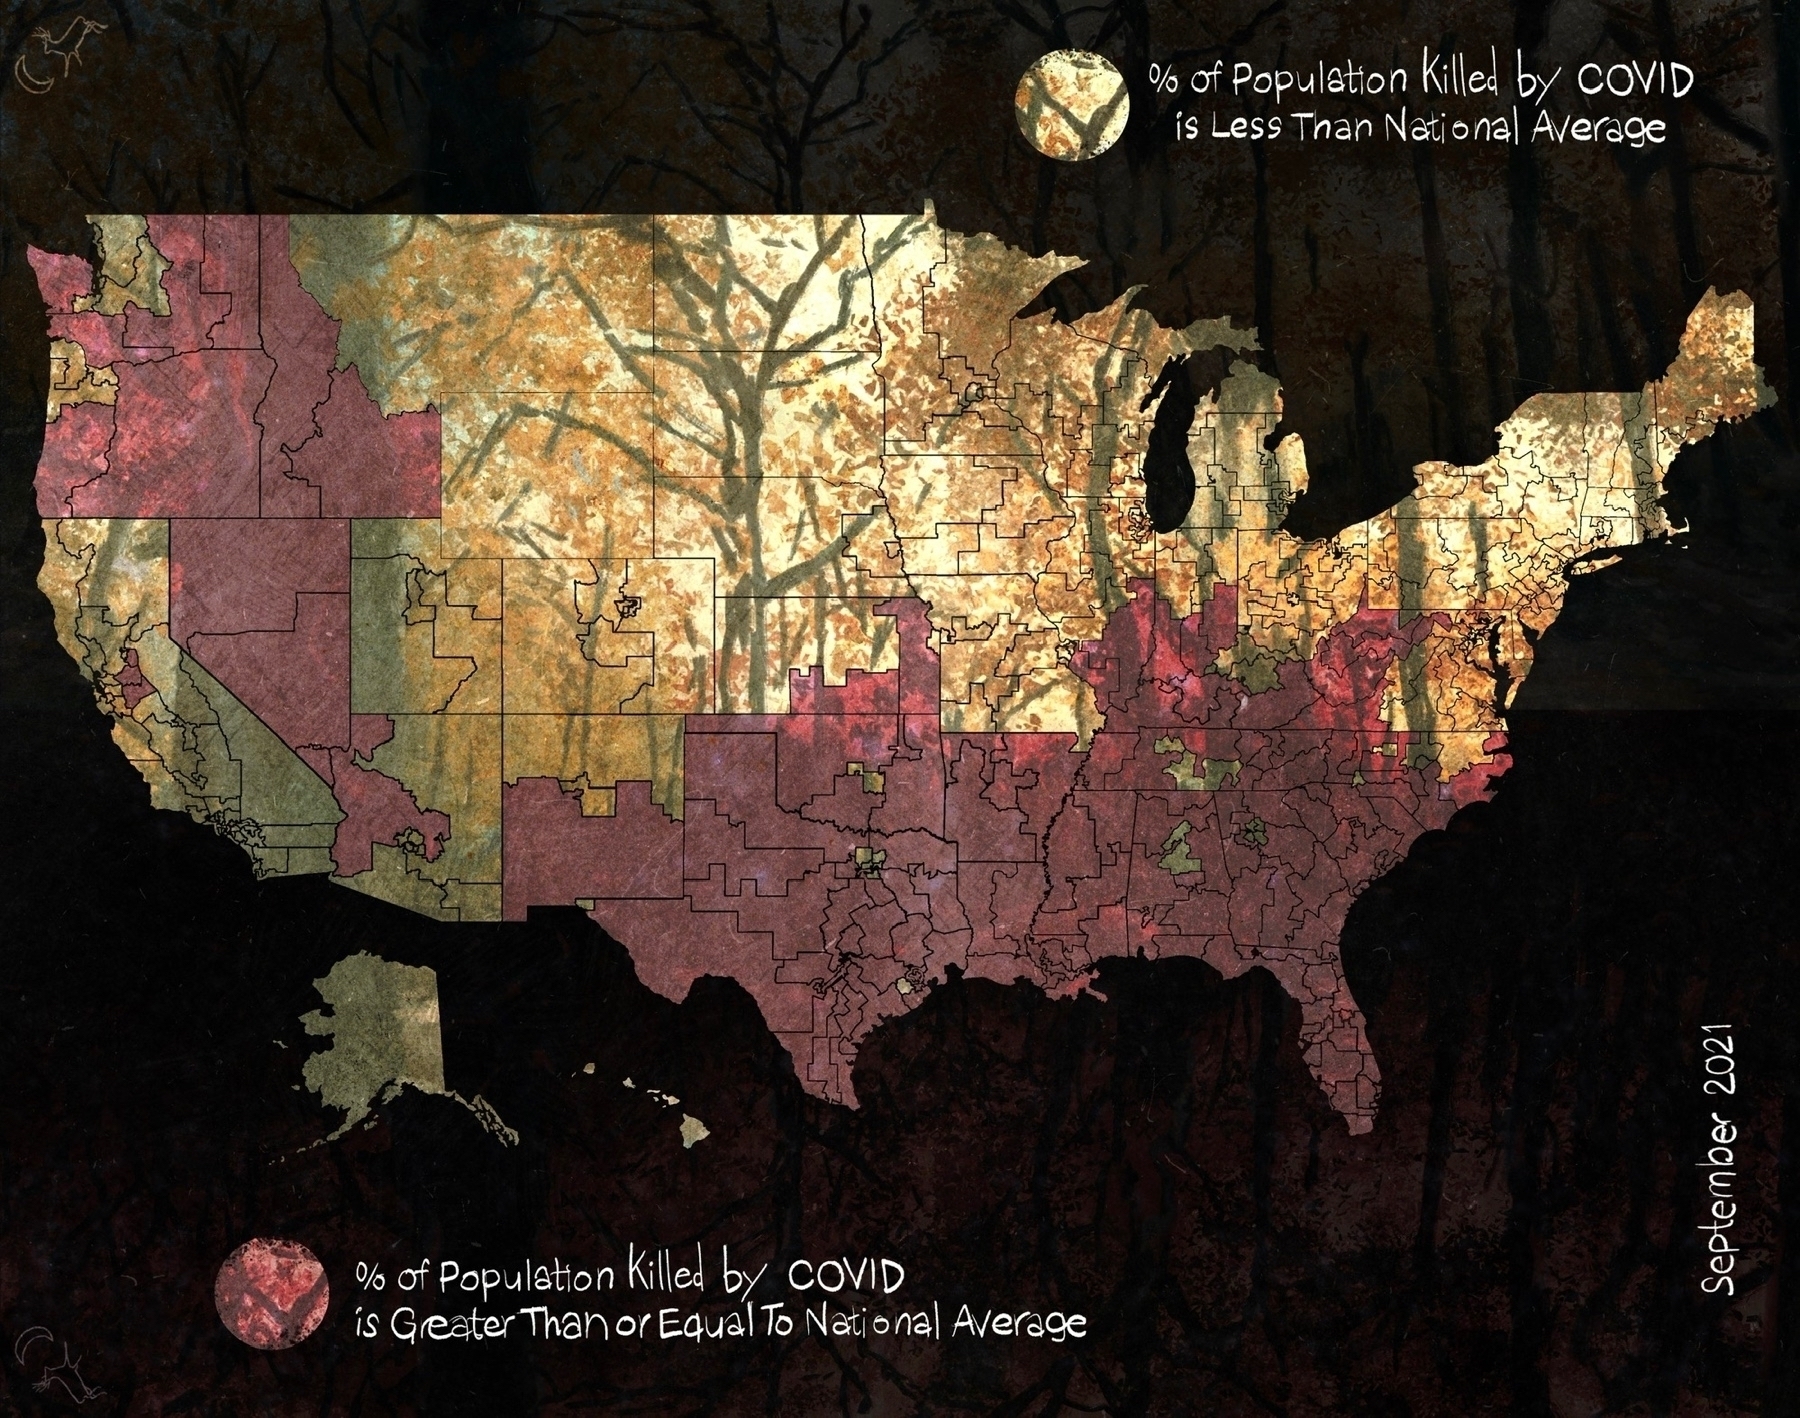 % of Population Killed by COVID
is Less Than National Average
September 2021
% of Population Killed by COVID
is Greater Than or Equal To National Average